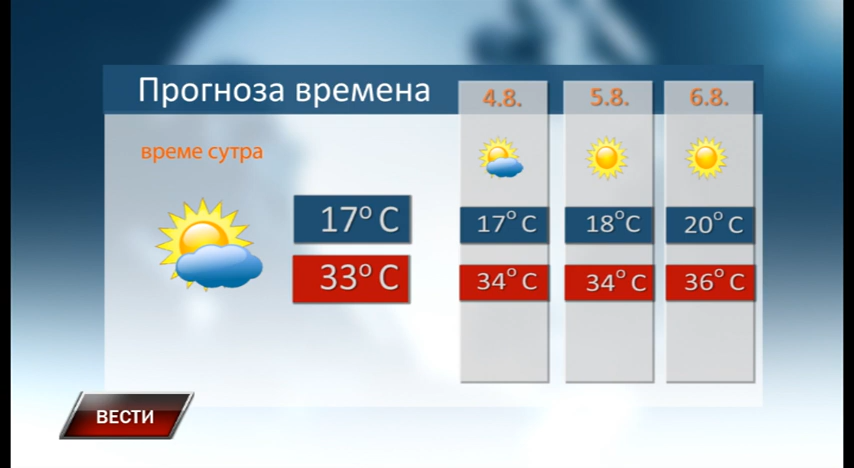 Прогноза времена
време сутра
17° C
33° C
4.8.
17° C
34° C
5.8.
18°C
34° C
6.8.
20° C
36° C
ВЕСТИ